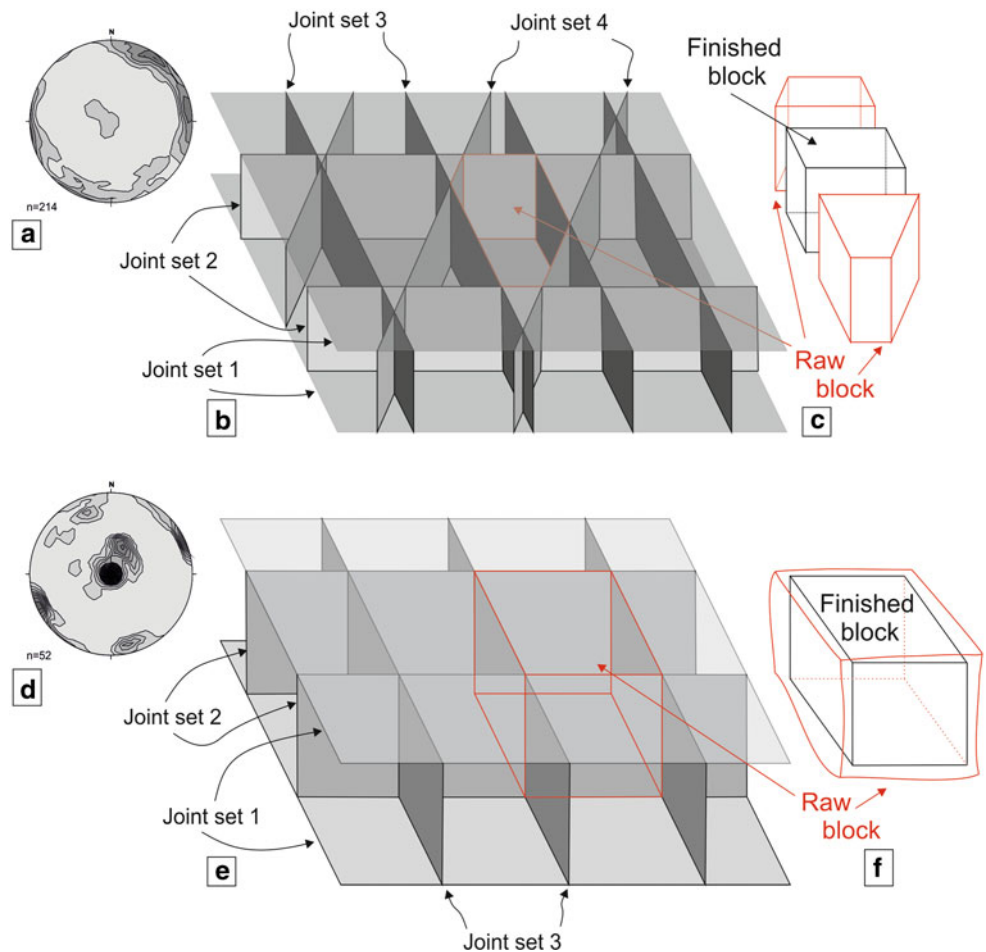 Joint set 3
Joint set 4
N
Finished
block
n=214
a
Joint set 2
Joint set 1
b
Raw
block
c
N
Finished
block
n=52
d
Joint set 2
Joint set 1
Raw
block
e
f
Joint set 3